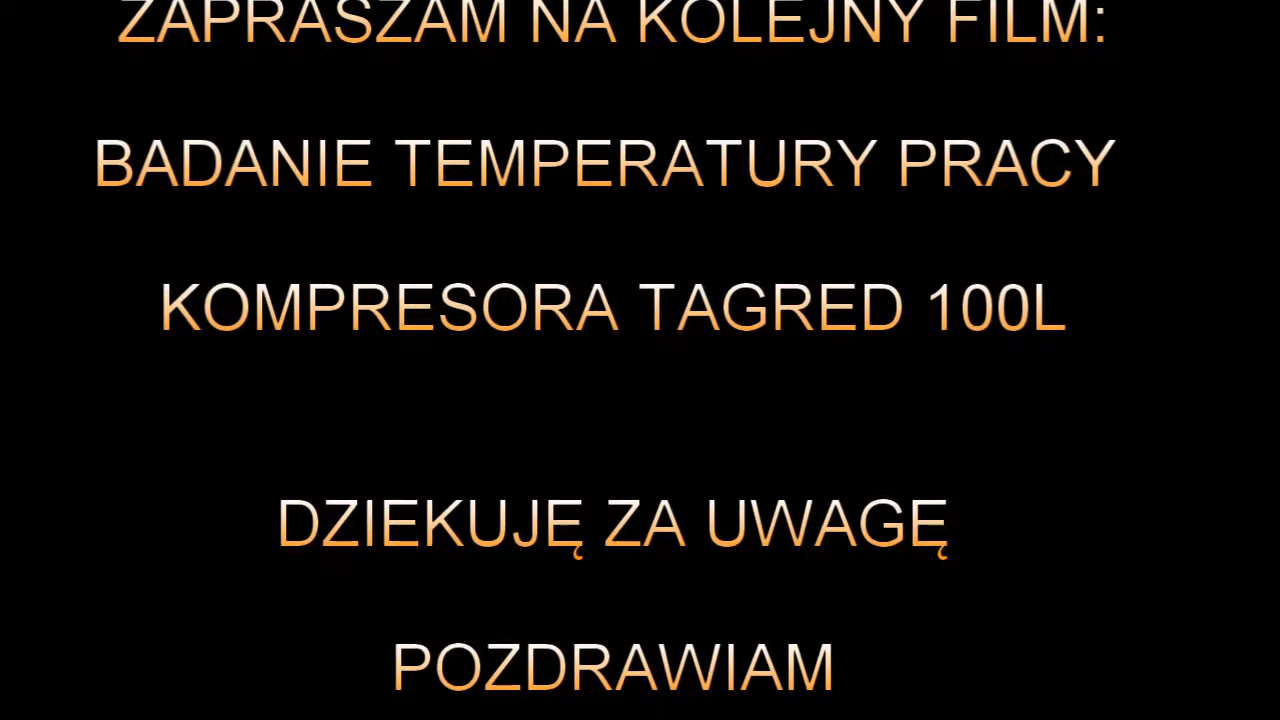 ZAPRASZAM NA KOLEJNY FILM:
BADANIE TEMPERATURY PRACY
KOMPRESORA TAGRED 100L
DZIEKUJĘ ZA UWAGĘ
POZDRAWIAM